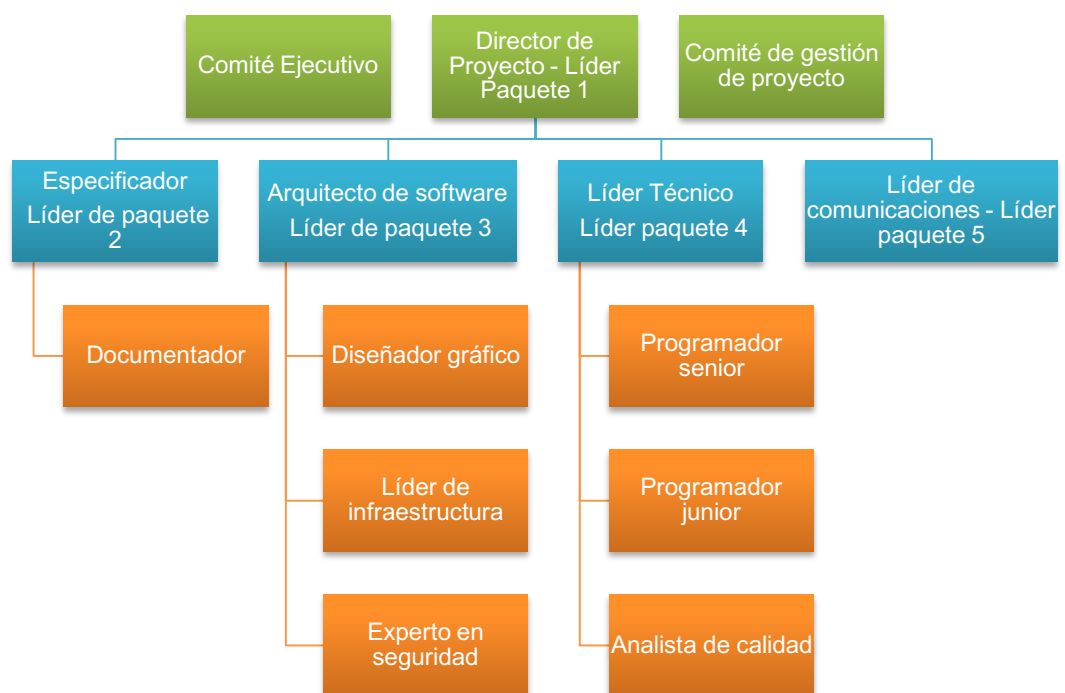 Comité Ejecutivo
Director de
Proyecto - Líder
Paquete 1
Comité de gestión
de proyecto
Especificador
Líder de paquete
2
Arquitecto de software
Líder de paquete 3
Líder Técnico
Líder paquete 4
Líder de
comunicaciones - Líder
paquete 5
Documentador
Diseñador gráfico
Programador
senior
Líder de
infraestructura
Programador
junior
Experto en
seguridad
Analista de calidad